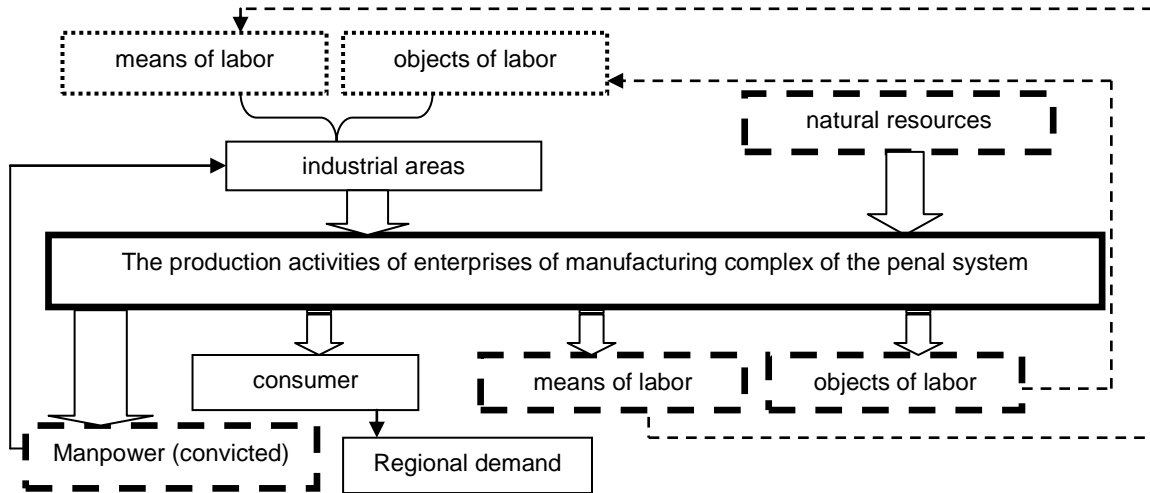 means of labor
objects of labor
natural resources
industrial areas
The production activities of enterprises of manufacturing complex of the penal system
consumer
means of labor
objects of labor
Manpower (convicted)
Regional demand